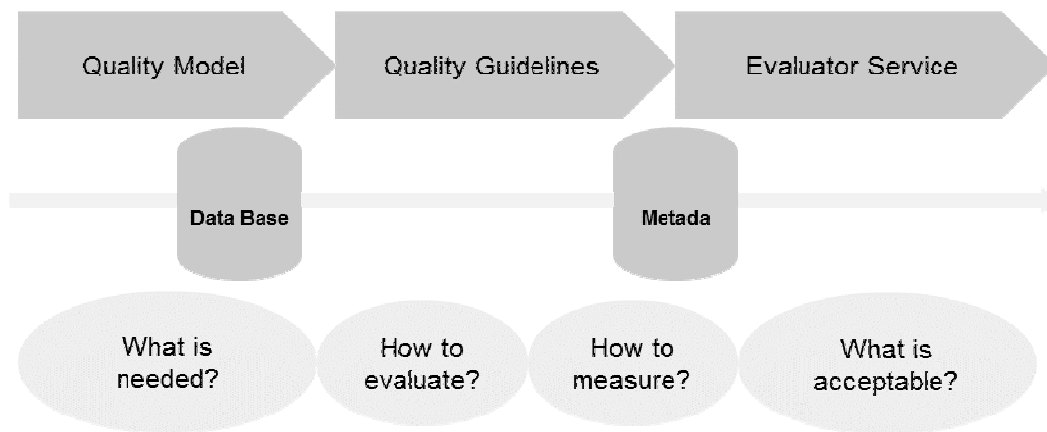 Quality Model
Quality Guidelines
Evaluator Service
Data Base
Metada
What is
needed?
How to
evaluate?
How to
measure?
What is
acceptable?